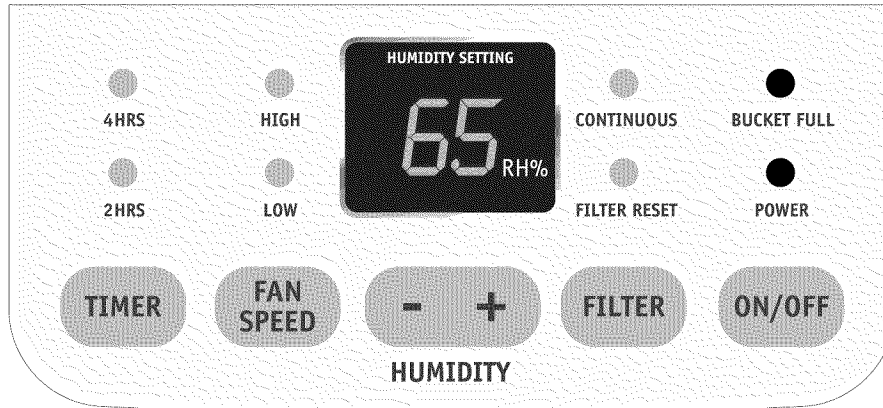 HUMIDITY SETTING
65 RH%
4HRS
HIGH
CONTINUOUS
BUCKET FULL
2HRS
LOW
FILTER RESET
POWER
TIMER
FAN
SPEED
- +
FILTER
ON/OFF
HUMIDITY